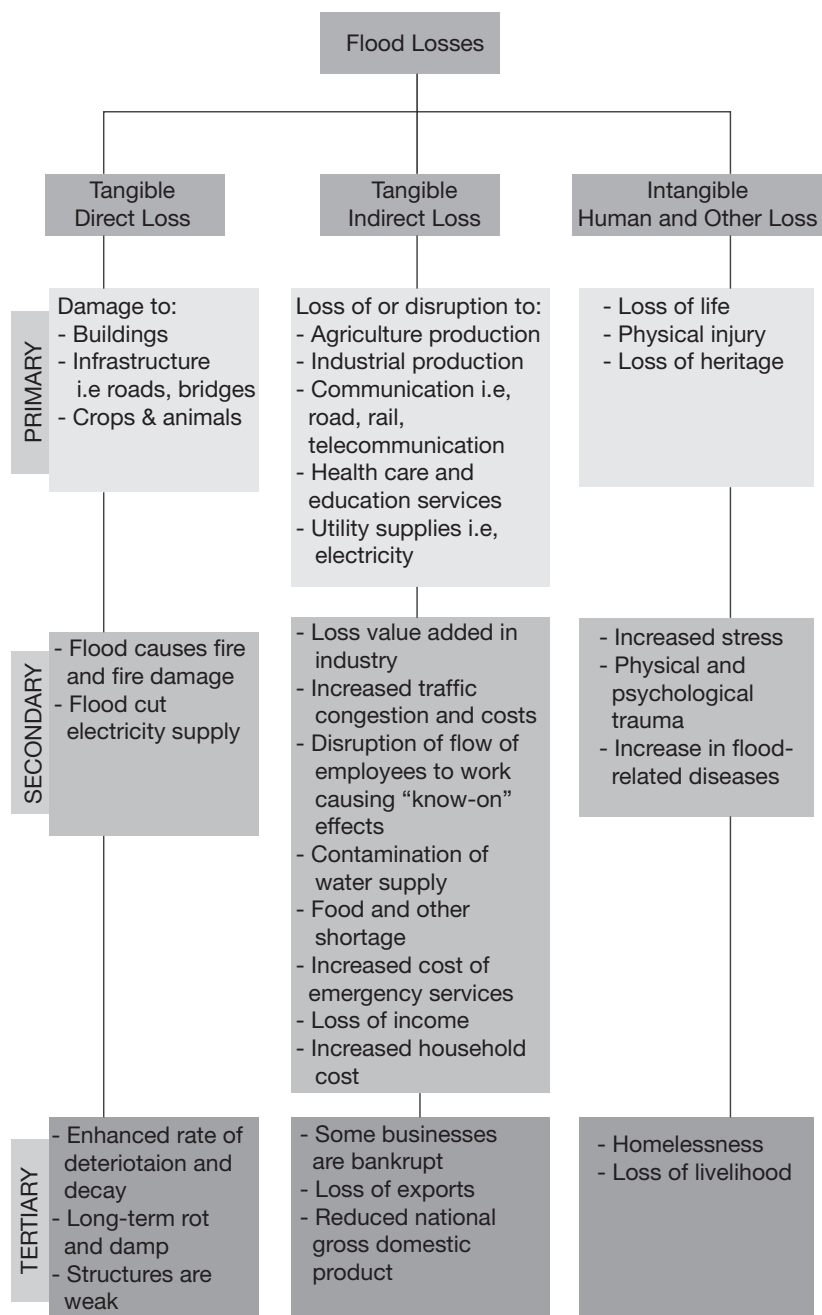 Flood Losses
Tangible
Direct Loss
Tangible
Indirect Loss
Intangible
Human and Other Loss
PRIMARY
Damage to:
- Buildings
- Infrastructure
i.e roads, bridges
- Crops & animals
Loss of or disruption to:
- Agriculture production
- Industrial production
- Communication i.e,
road, rail,
telecommunication
- Health care and
education services
- Utility supplies i.e,
electricity
- Loss of life
- Physical injury
- Loss of heritage
SECONDARY
- Flood causes fire
and fire damage
- Flood cut
electricity supply
- Loss value added in
industry
- Increased traffic
congestion and costs
- Disruption of flow of
employees to work
causing “know-on”
effects
- Contamination of
water supply
- Food and other
shortage
- Increased cost of
emergency services
- Loss of income
- Increased household
cost
- Increased stress
- Physical and
psychological
trauma
- Increase in flood-
related diseases
TERTIARY
- Enhanced rate of
deteriotaion and
decay
- Long-term rot
and damp
- Structures are
weak
- Some businesses
are bankrupt
- Loss of exports
- Reduced national
gross domestic
product
- Homelessness
- Loss of livelihood